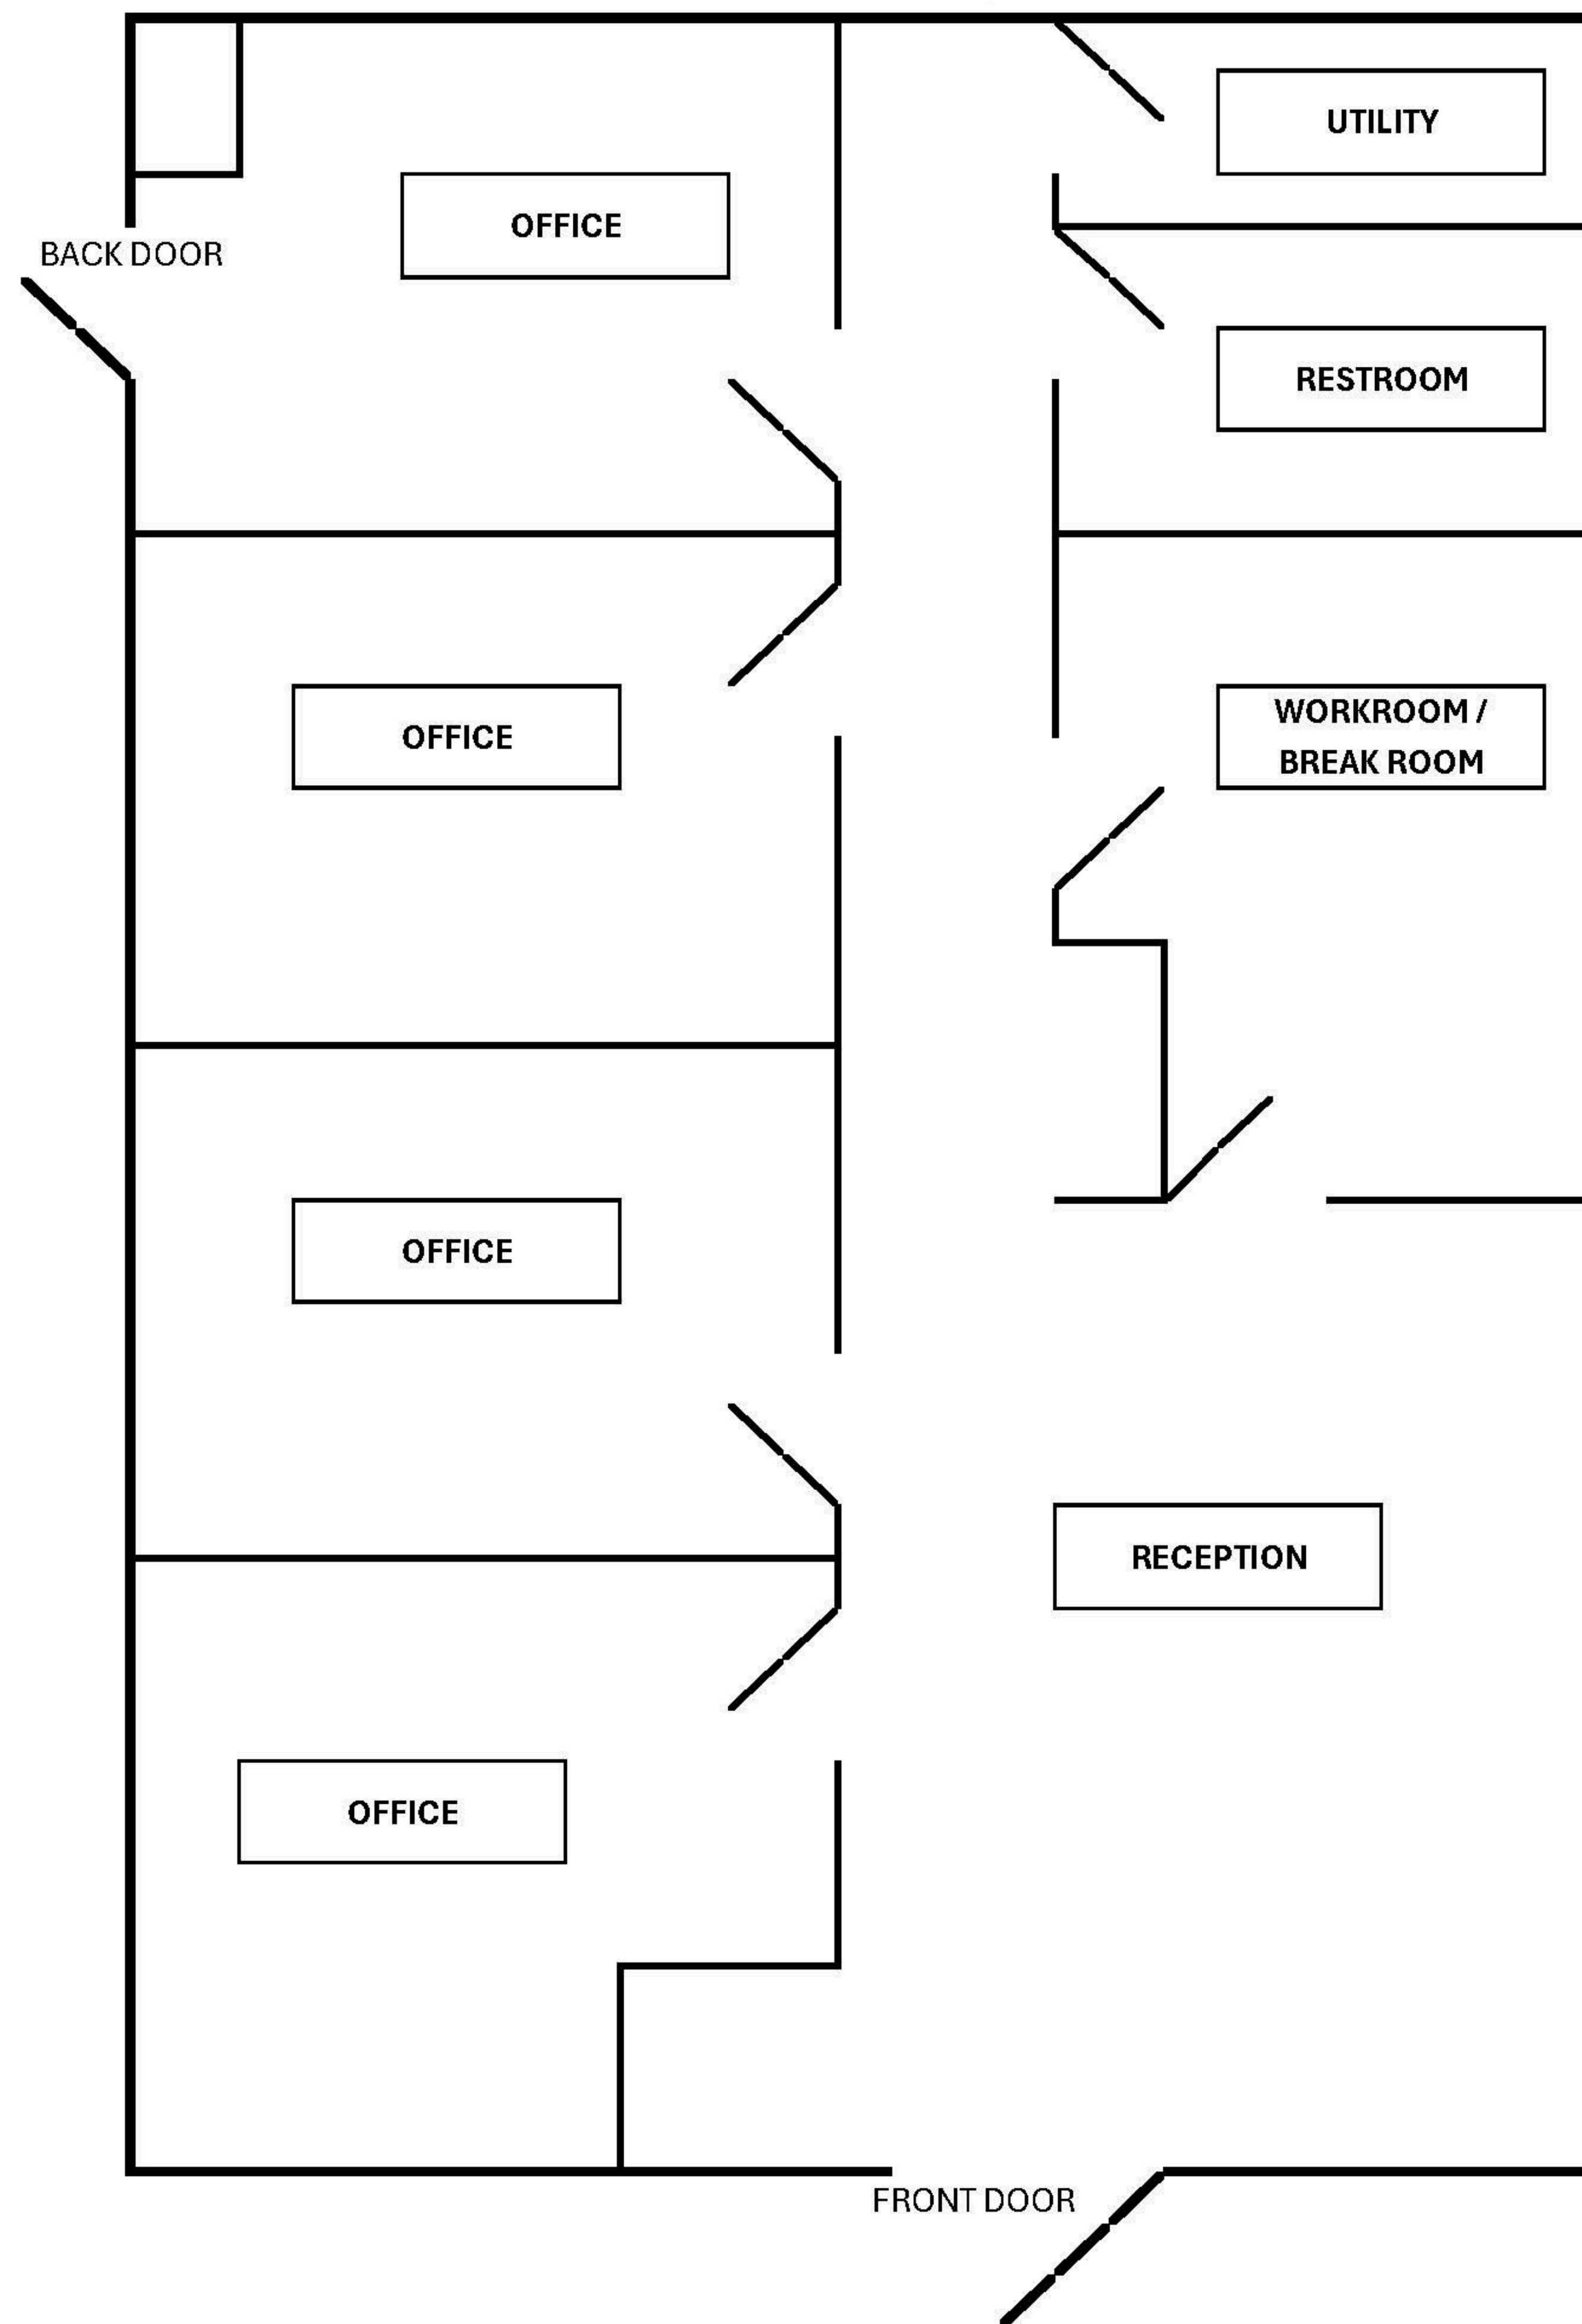 UTILITY
OFFICE
BACK DOOR
RESTROOM
OFFICE
WORKROOM /
BREAK ROOM
OFFICE
RECEPTION
OFFICE
FRONT DOOR